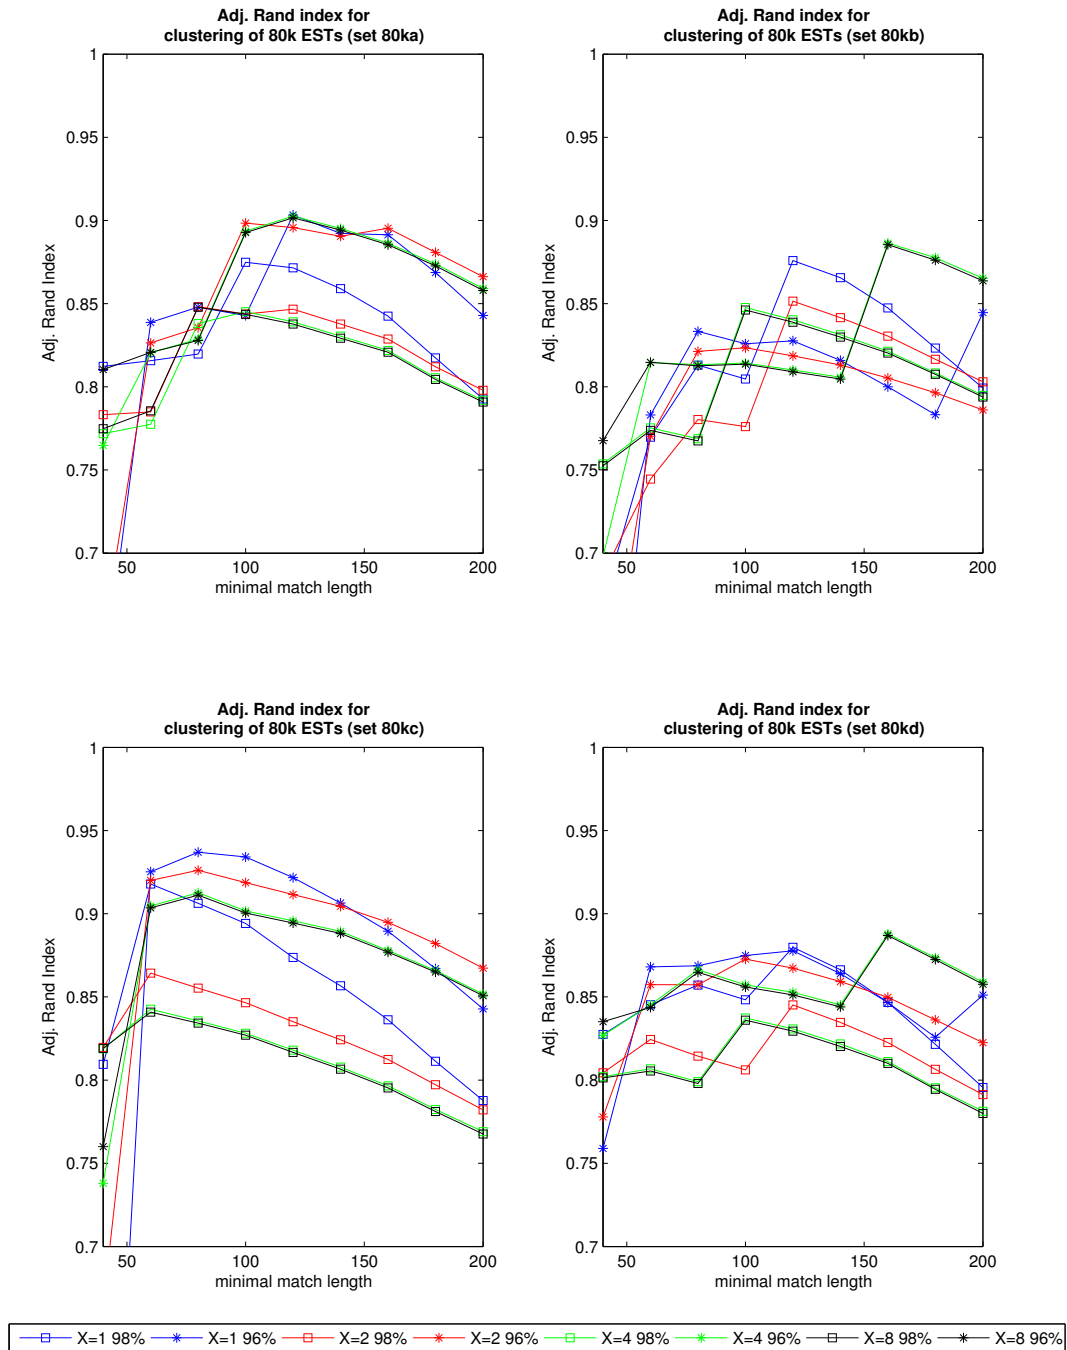 Adj. Rand index for
clustering of 80k ESTs (set 80ka)
1
0.95
0.9
0.85
0.8
0.75
0.7
Adj. Rand Index
50 100 150 200
minimal match length
Adj. Rand index for
clustering of 80k ESTs (set 80kb)
1
0.95
0.9
0.85
0.8
0.75
0.7
Adj. Rand Index
50 100 150 200
minimal match length
Adj. Rand index for
clustering of 80k ESTs (set 80kc)
1
0.95
0.9
0.85
0.8
0.75
0.7
Adj. Rand Index
50 100 150 200
minimal match length
Adj. Rand index for
clustering of 80k ESTs (set 80kd)
1
0.95
0.9
0.85
0.8
0.75
0.7
Adj. Rand Index
50 100 150 200
minimal match length
X=1 98% X=1 96% X=2 98% X=2 96% X=4 98% X=4 96% X=8 98% X=8 96%